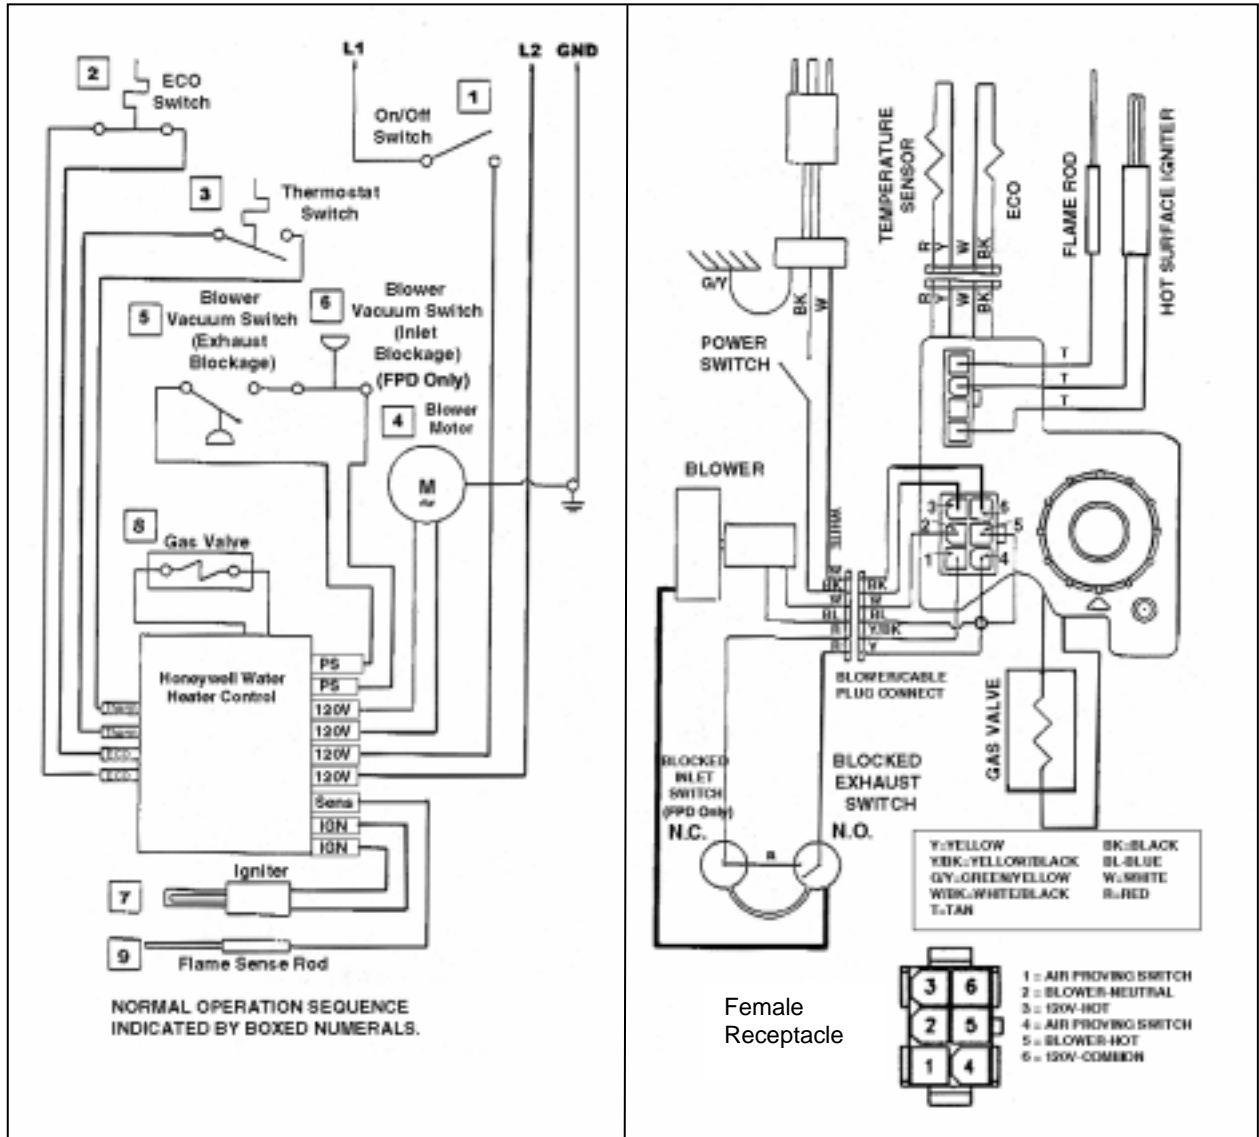 L1
L2 GND
2
ECO
Switch
1
On/Off
Switch
3
Thermostat
Switch
5
Blower
Vacuum Switch
(Exhaust
Blockage)
6
Blower
Vacuum Switch
(Inlet
Blockage)
(FPD Only)
4
Blower
Motor
M
8
Gas Valve
Honeywell Water
Heater Control
PS
PS
120V
120V
120V
120V
Sens
ION
ION
Therm
Therm
ECO
ECO
7
Igniter
9
Flame Sense Rod
NORMAL OPERATION SEQUENCE
INDICATED BY BOXED NUMERALS.
TEMPERATURE
SENSOR
ECO
FLAME ROD
HOT SURFACE IGNITER
R
Y
W
BK
R
Y
W
BK
G/Y
BK
W
POWER
SWITCH
T
T
T
BLOWER
WHITE
3
6
2
5
1
4
BK
W
BL
R
R
BK
W
BL
Y/BK
Y
BLOWER/CABLE
PLUG CONNECT
GAS VALVE
BLOCKED
INLET
SWITCH
(FPD Only)
N.C.
BLOCKED
EXHAUST
SWITCH
N.O.
R
Y=YELLOW BK=BLACK
Y/BK=YELLOW/BLACK BL-BLUE
G/Y=GREEN/YELLOW W=WHITE
W/BK=WHITE/BLACK R=RED
T=TAN
Female
Receptacle
3 6
2 5
1 4
1 = AIR PROVING SWITCH
2 = BLOWER-NEUTRAL
3 = 120V-HOT
4 = AIR PROVING SWITCH
5 = BLOWER-HOT
6 = 120V-COMMON